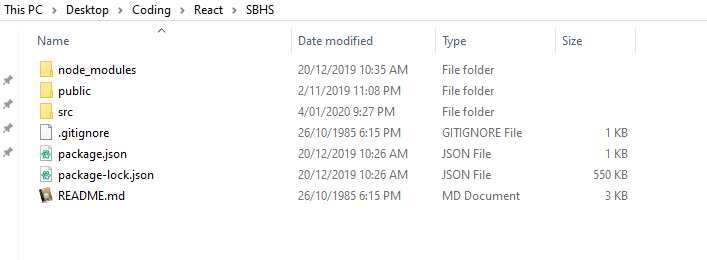 This PC > Desktop > Coding > React > SBHS
Name Date modified Type Size
node_modules 20/12/2019 10:35 AM File folder
public 2/11/2019 11:08 PM File folder
src 4/01/2020 9:27 PM File folder
.gitignore 26/10/1985 6:15 PM GITIGNORE File 1 KB
package.json 20/12/2019 10:26 AM JSON File 1 KB
package-lock.json 20/12/2019 10:26 AM JSON File 550 KB
README.md 26/10/1985 6:15 PM MD Document 3 KB